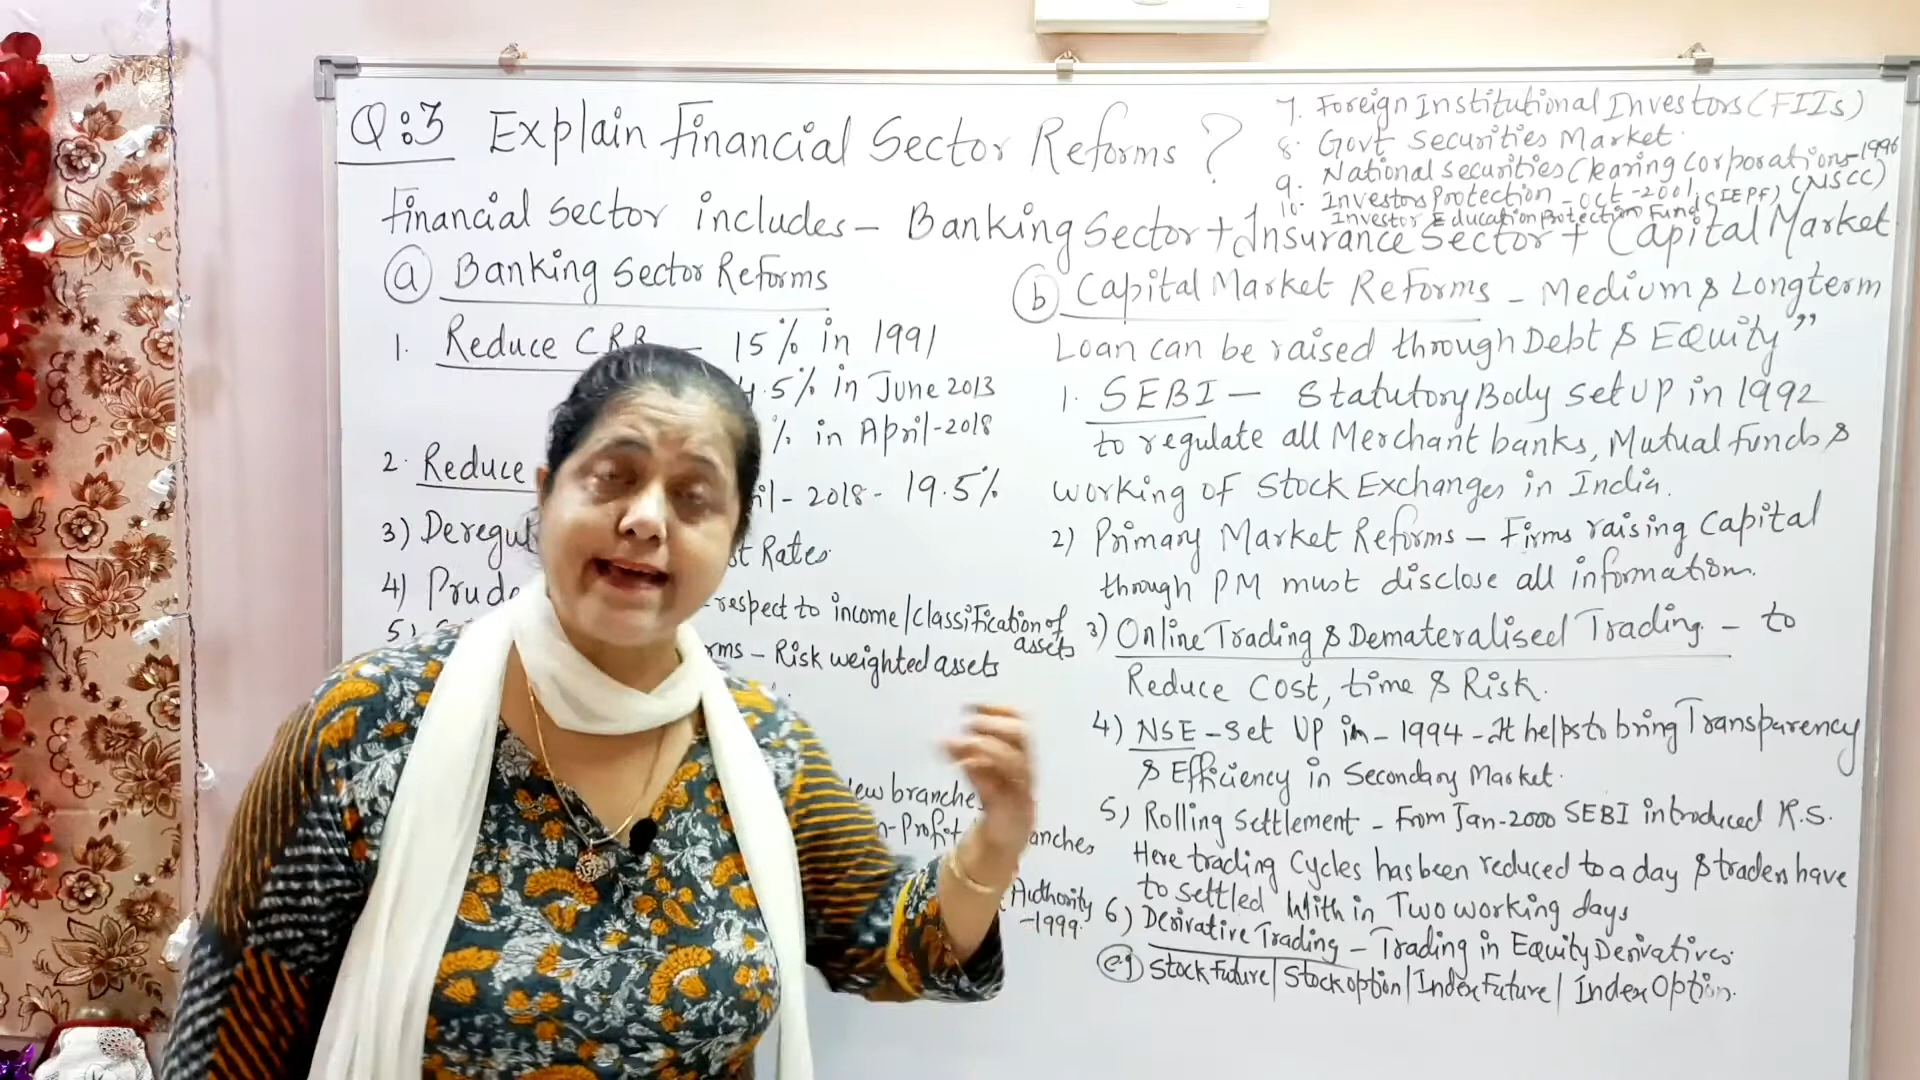 Q:3 Explain Financial Sector Reforms ?
Financial sector includes - Banking Sector + Insurance Sector + Capital Market
(a) Banking Sector Reforms
1. Reduce CRR - 15% in 1991
4.5% in June 2013
% in April-2018
2. Reduce
- 2018 - 19.5%
3)
Rates
4)
respect to income/classification of
assets
5)
- Risk weighted assets
branches
Authority
-1999.
7. Foreign Institutional Investors (FIIs)
8. Govt Securities Market.
9. National Securities Clearing Corporations-1996
(NSCC)
10. Investors Protection - Oct-2001 (IEPF)
Investor Education Protection Fund
(b) Capital Market Reforms - Medium & Longterm
Loan can be raised through Debt & Equity"
1. SEBI - Statutory Body set up in 1992
to regulate all Merchant banks, Mutual funds &
working of Stock Exchanges in India.
2) Primary Market Reforms - Firms raising Capital
through PM must disclose all information.
3) Online Trading & Demateralised Trading. - to
Reduce Cost, time & Risk.
4) NSE - Set Up in - 1994 - It helps to bring Transparency
& Efficiency in Secondary Market.
5) Rolling Settlement - From Jan-2000 SEBI introduced R.S.
Here trading Cycles has been reduced to a day & traders have
to settled With in Two working days
6) Derivative Trading - Trading in Equity Derivatives.
(e.g) Stock Future/ Stock option/ Index Future/ Index Option.